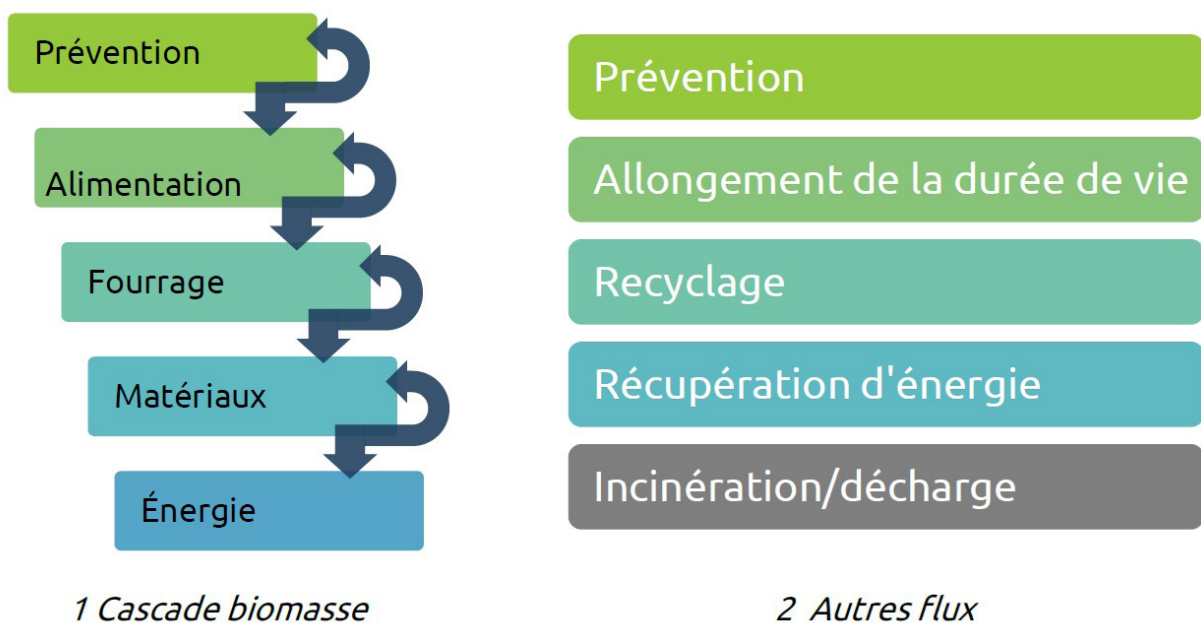 Prévention
Alimentation
Fourrage
Matériaux
Énergie
1 Cascade biomasse
Prévention
Allongement de la durée de vie
Recyclage
Récupération d'énergie
Incinération/décharge
2 Autres flux